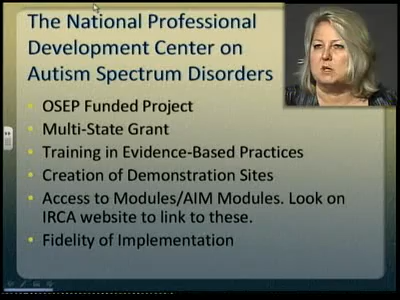 The National Professional
Development Center on
Autism Spectrum Disorders
OSEP Funded Project
Multi-State Grant
Training in Evidence-Based Practices
Creation of Demonstration Sites
Access to Modules/AIM Modules. Look on
IRCA website to link to these.
Fidelity of Implementation